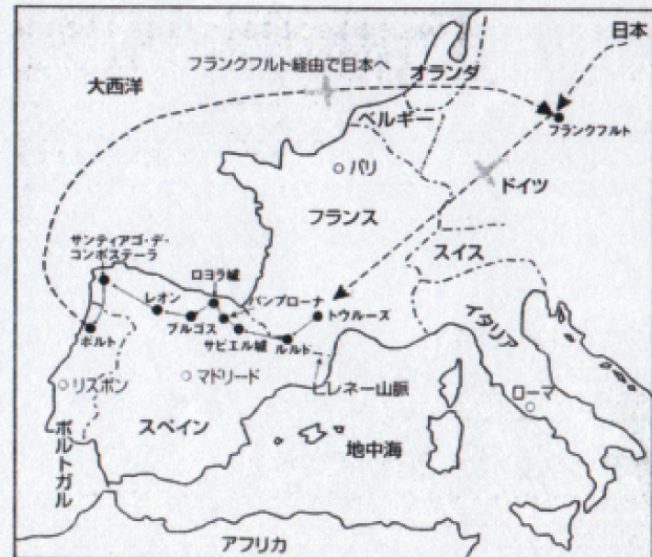 日本
フランクフルト経由で日本へ
オランダ
大西洋
ベルギー
フランクフルト
パリ
ドイツ
フランス
サンティアゴ・デ・
コンポステーラ
スイス
ロヨラ城
レオン
パンプローナ
トウルーズ
ブルゴス
イタリア
ポルト
サビエル城
ルルド
リスボン
マドリード
ピレネー山脈
ローマ
スペイン
地中海
ポルトガル
アフリカ